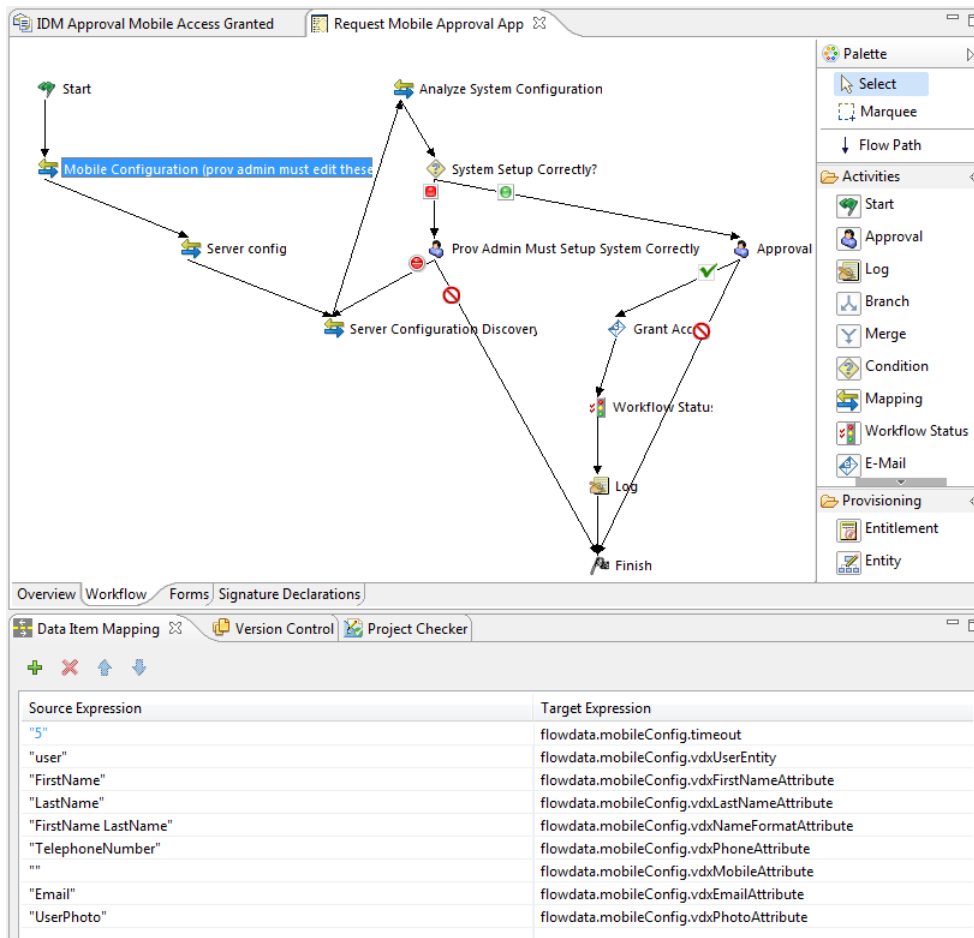 IDM Approval Mobile Access Granted
Request Mobile Approval App
Palette
Select
Marquee
Flow Path
Activities
Start
Approval
Log
Branch
Merge
Condition
Mapping
Workflow Status
E-Mail
Provisioning
Entitlement
Entity
Start
Analyze System Configuration
Mobile Configuration (prov admin must edit these
System Setup Correctly?
Server config
Prov Admin Must Setup System Correctly
Approval
Server Configuration Discovery
Grant Acc
Workflow Status
Log
Finish
Overview Workflow Forms Signature Declarations
Data Item Mapping Version Control Project Checker
Source Expression Target Expression
"5" flowdata.mobileConfig.timeout
"user" flowdata.mobileConfig.vdxUserEntity
"FirstName" flowdata.mobileConfig.vdxFirstNameAttribute
"LastName" flowdata.mobileConfig.vdxLastNameAttribute
"FirstName LastName" flowdata.mobileConfig.vdxNameFormatAttribute
"TelephoneNumber" flowdata.mobileConfig.vdxPhoneAttribute
"" flowdata.mobileConfig.vdxMobileAttribute
"Email" flowdata.mobileConfig.vdxEmailAttribute
"UserPhoto" flowdata.mobileConfig.vdxPhotoAttribute